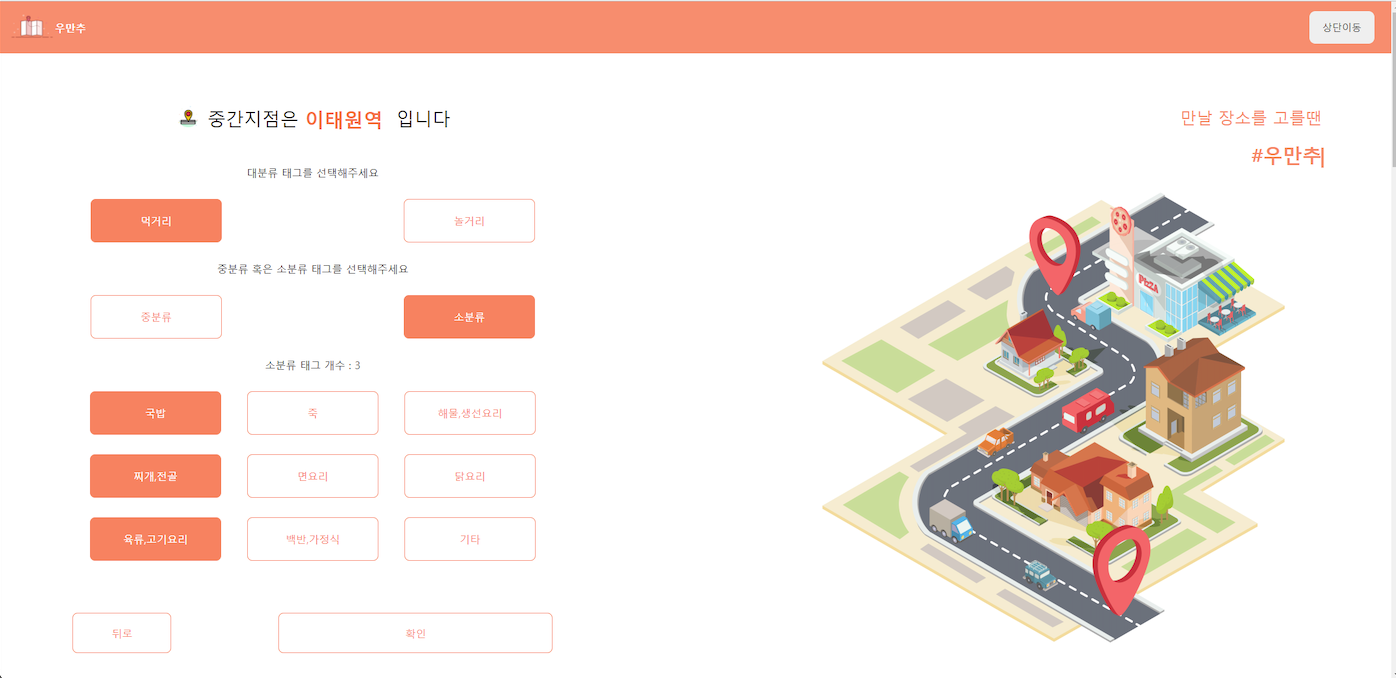 우만추
상단이동
중간지점은 이태원역 입니다
만날 장소를 고를땐
#우만추
대분류 태그를 선택해주세요
먹거리
놀거리
중분류 혹은 소분류 태그를 선택해주세요
중분류
소분류
소분류 태그 개수 : 3
국밥
죽
해물,생선요리
찌개,전골
면요리
닭요리
육류,고기요리
백반,가정식
기타
뒤로
확인
PIZZA